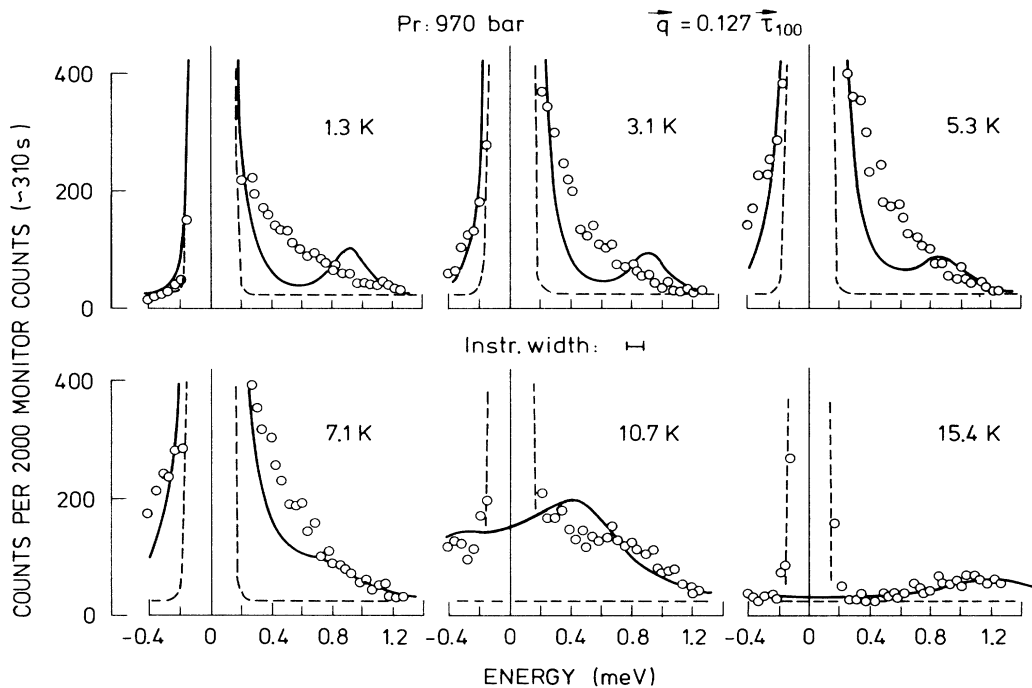 Pr: 970 bar
q = 0.127 τ100
COUNTS PER 2000 MONITOR COUNTS (~310s)
400
200
0
1.3 K
3.1 K
5.3 K
Instr. width:
400
200
0
7.1 K
10.7 K
15.4 K
-0.4 0 0.4 0.8 1.2
-0.4 0 0.4 0.8 1.2
-0.4 0 0.4 0.8 1.2
ENERGY (meV)